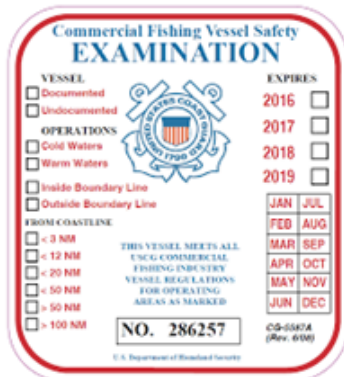 Commercial Fishing Vessel Safety
EXAMINATION
VESSEL
Documented
Undocumented
OPERATIONS
Cold Waters
Warm Waters
Inside Boundary Line
Outside Boundary Line
FROM COASTLINE
< 3 NM
< 12 NM
< 20 NM
< 50 NM
> 50 NM
> 100 NM
UNITED STATES COAST GUARD
1790
THIS VESSEL MEETS ALL
USCG COMMERCIAL
FISHING INDUSTRY
VESSEL REGULATIONS
FOR OPERATING
AREAS AS MARKED
NO. 286257
EXPIRES
2016
2017
2018
2019
JAN JUL
FEB AUG
MAR SEP
APR OCT
MAY NOV
JUN DEC
CG-5587A
(Rev. 6/08)
U.S. Department of Homeland Security